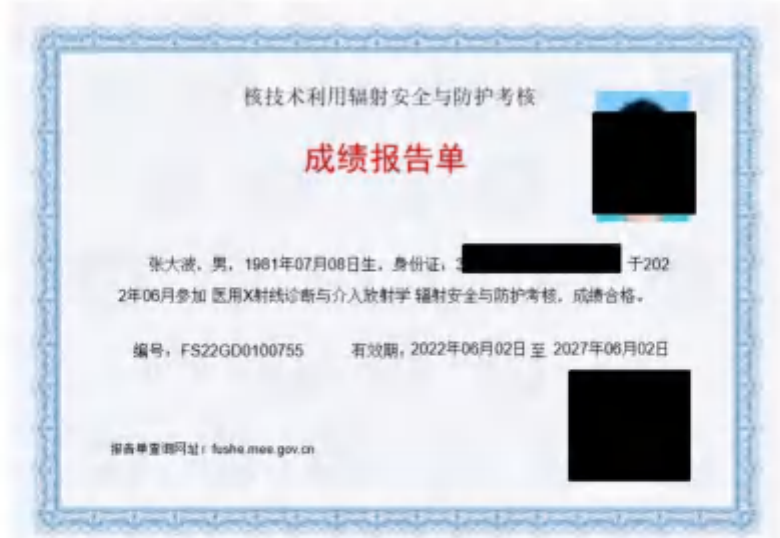 核技术利用辐射安全与防护考核
成绩报告单
张大波，男，1981年07月08日生，身份证：3 于202
2年06月参加 医用X射线诊断与介入放射学 辐射安全与防护考核，成绩合格。
编号：FS22GD0100755 有效期：2022年06月02日 至 2027年06月02日
报告单查询网址：fushe.mee.gov.cn